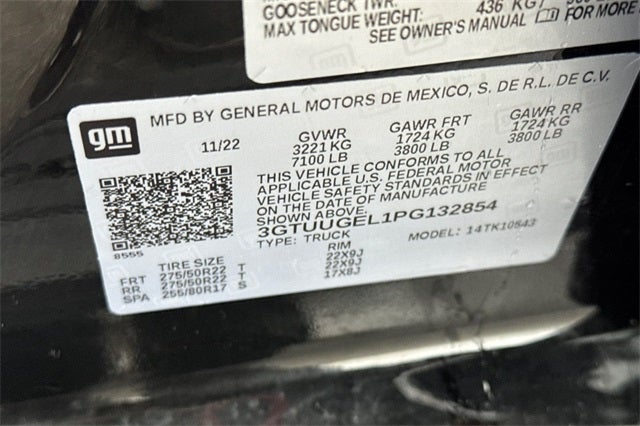 GOOSENECK TWR: 436 KG/
MAX TONGUE WEIGHT:
SEE OWNER'S MANUAL FOR MORE
gm
MFD BY GENERAL MOTORS DE MEXICO, S. DE R.L. DE C.V.
11/22
GVWR GAWR FRT GAWR RR
3221 KG 1724 KG 1724 KG
7100 LB 3800 LB 3800 LB
THIS VEHICLE CONFORMS TO ALL
APPLICABLE U.S. FEDERAL MOTOR
VEHICLE SAFETY STANDARDS IN EFFECT
ON THE DATE OF MANUFACTURE
SHOWN ABOVE.
3GTUUGEL1PG132854
TYPE: TRUCK MODEL: 14TK10543
8555
TIRE SIZE RIM
FRT 275/50R22 T 22X9J
RR 275/50R22 T 22X9J
SPA 255/80R17 S 17X8J